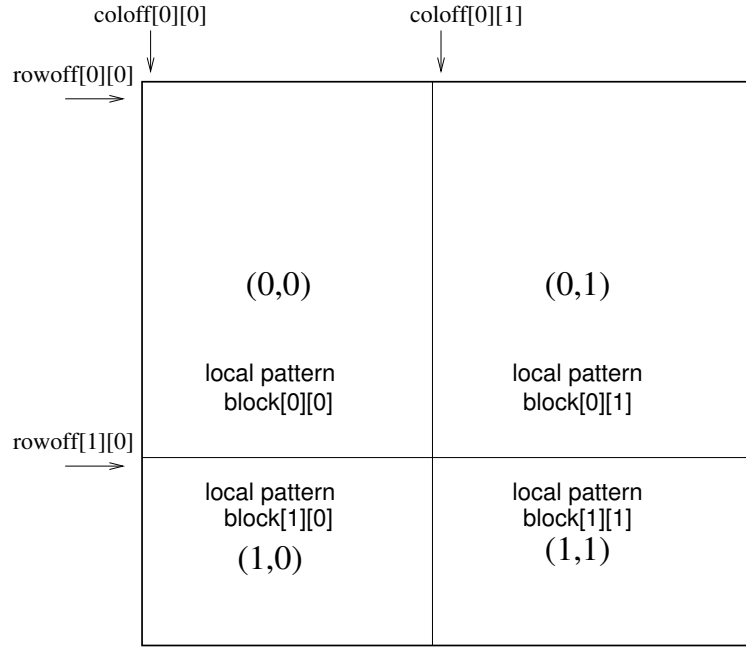 coloff[0][0] coloff[0][1]
rowoff[0][0]
(0,0) (0,1)
local pattern local pattern
block[0][0] block[0][1]
rowoff[1][0]
local pattern local pattern
block[1][0] block[1][1]
(1,0) (1,1)